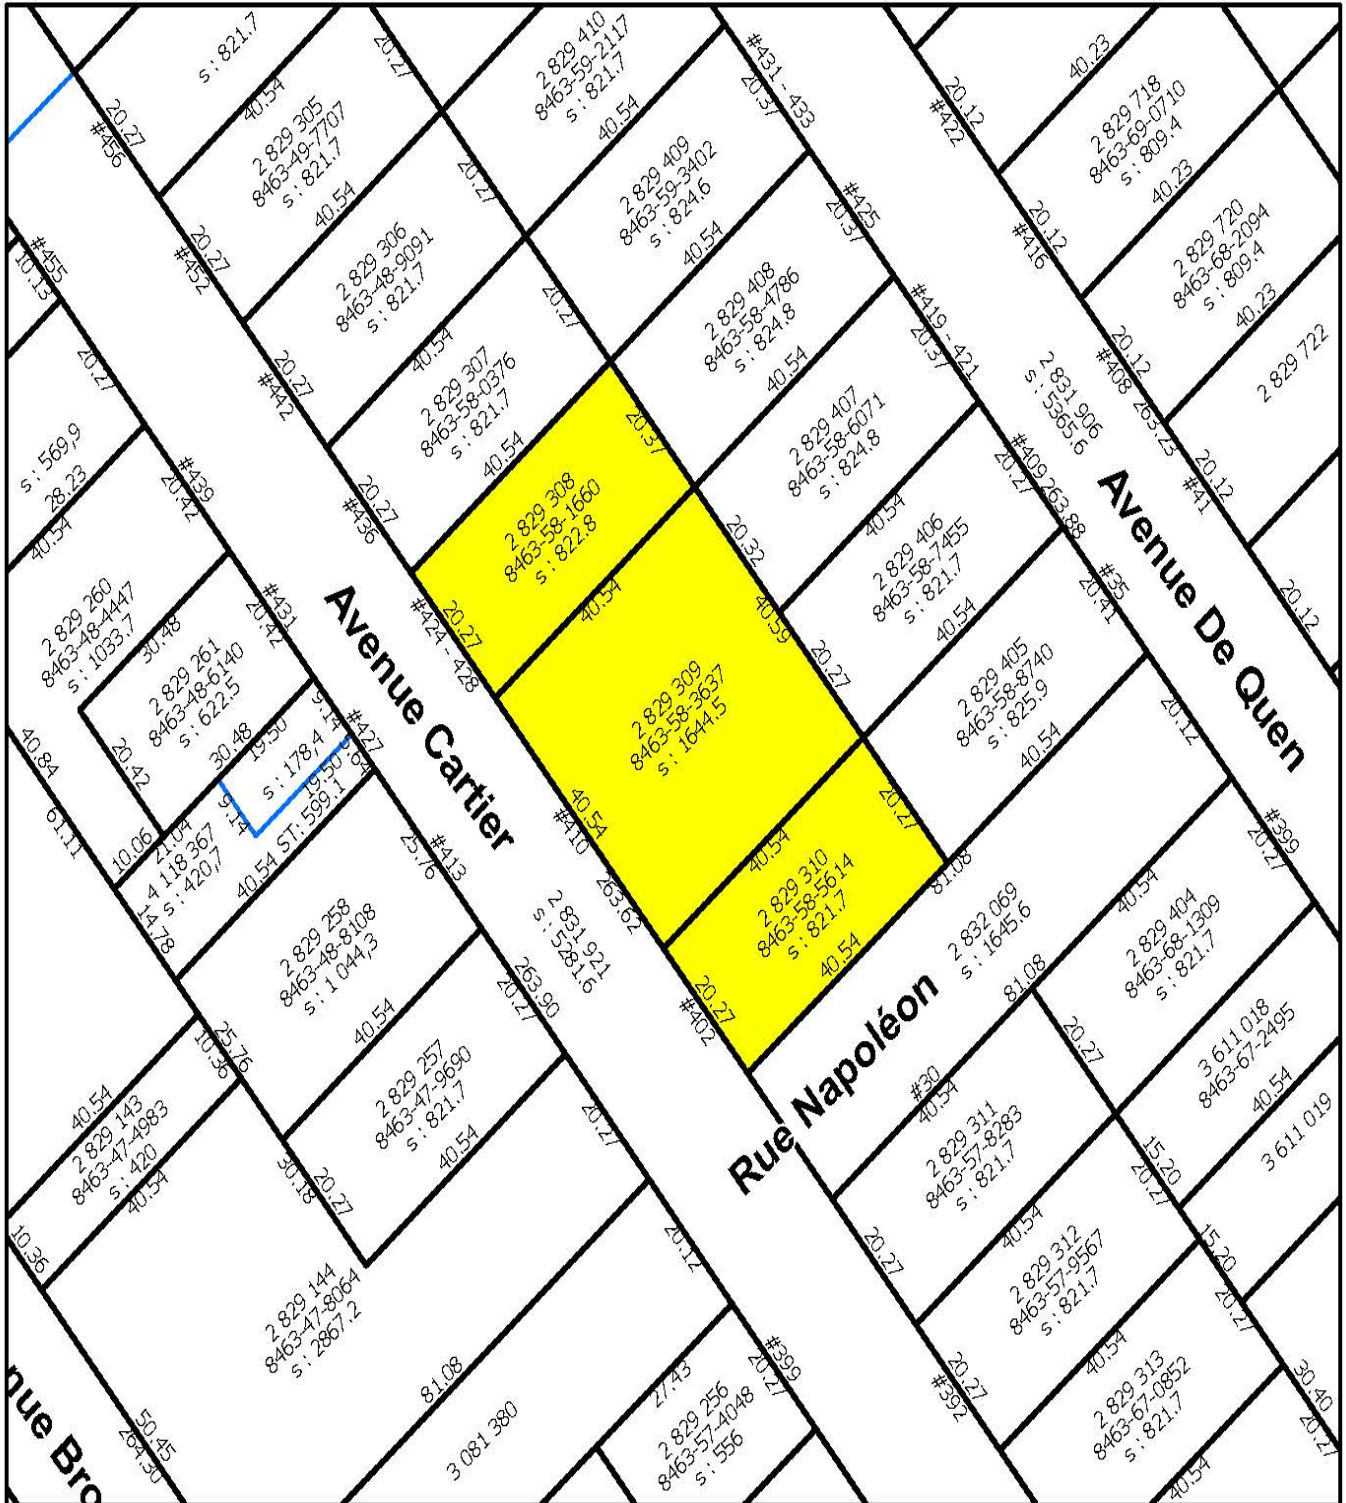 s : 821.7
20.27
#456
40.54
2 829 305
8463-49-7707
s : 821.7
40.54
20.27
#452
2 829 306
8463-48-9091
s : 821.7
40.54
20.27
#442
2 829 307
8463-58-0376
s : 821.7
40.54
20.27
#436
20.27
20.27
20.27
2 829 410
8463-59-2117
s : 821.7
40.54
#431 - 433
20.37
2 829 409
8463-59-3402
s : 824.6
40.54
#425
20.37
2 829 408
8463-58-4786
s : 824.8
40.54
#419 - 421
20.37
2 829 407
8463-58-6071
s : 824.8
40.54
#409
20.27
263.88
2 829 406
8463-58-7455
s : 821.7
40.54
#35
20.41
2 829 405
8463-58-8740
s : 825.9
40.54
20.12
#422
40.23
2 829 718
8463-69-0710
s : 809.4
40.23
20.12
#416
2 829 720
8463-68-2094
s : 809.4
40.23
20.12
#408
263.23
2 829 722
20.12
#41
20.12
2 831 906
s : 5365.6
Avenue De Quen
20.12
#399
20.27
20.37
2 829 308
8463-58-1660
s : 822.8
40.54
20.27
#424 - 428
20.32
40.59
20.27
2 829 309
8463-58-3637
s : 1644.5
40.54
#410
263.62
40.54
20.27
2 829 310
8463-58-5614
s : 821.7
40.54
20.27
#402
81.08
Avenue Cartier
2 831 921
s : 5281.6
#455
10.13
20.27
s : 569,9
28.23
40.54
#439
20.42
2 829 260
8463-48-4447
s : 1033.7
30.48
#431
20.42
2 829 261
8463-48-6140
s : 622.5
20.42
30.48
19.50
9.14
#427
s : 178,4
19.50
5.64
9.14
10.06
21.04
4 118 367
s : 420,7
40.54 ST: 599.1
14.78
40.84
61.11
25.76
#413
2 829 258
8463-48-8108
s : 1 044,3
40.54
25.76
10.36
263.90
20.27
2 829 257
8463-47-9690
s : 821.7
40.54
20.27
30.18
20.27
40.54
2 829 143
8463-47-4983
s : 420
40.54
10.36
2 829 144
8463-47-8064
s : 2867.2
20.12
81.08
50.45
264.30
nue Bro
3 081 380
27.43
#399
20.27
2 829 256
8463-57-4048
s : 556
Rue Napoléon
2 832 069
s : 1645.6
81.08
40.54
2 829 404
8463-68-1309
s : 821.7
20.27
3 611 018
8463-67-2495
40.54
3 611 019
#30
40.54
2 829 311
8463-57-8283
s : 821.7
40.54
20.27
15.20
20.27
2 829 312
8463-57-9567
s : 821.7
40.54
15.20
20.27
20.27
#392
2 829 313
8463-67-0852
s : 821.7
40.54
30.40
20.27